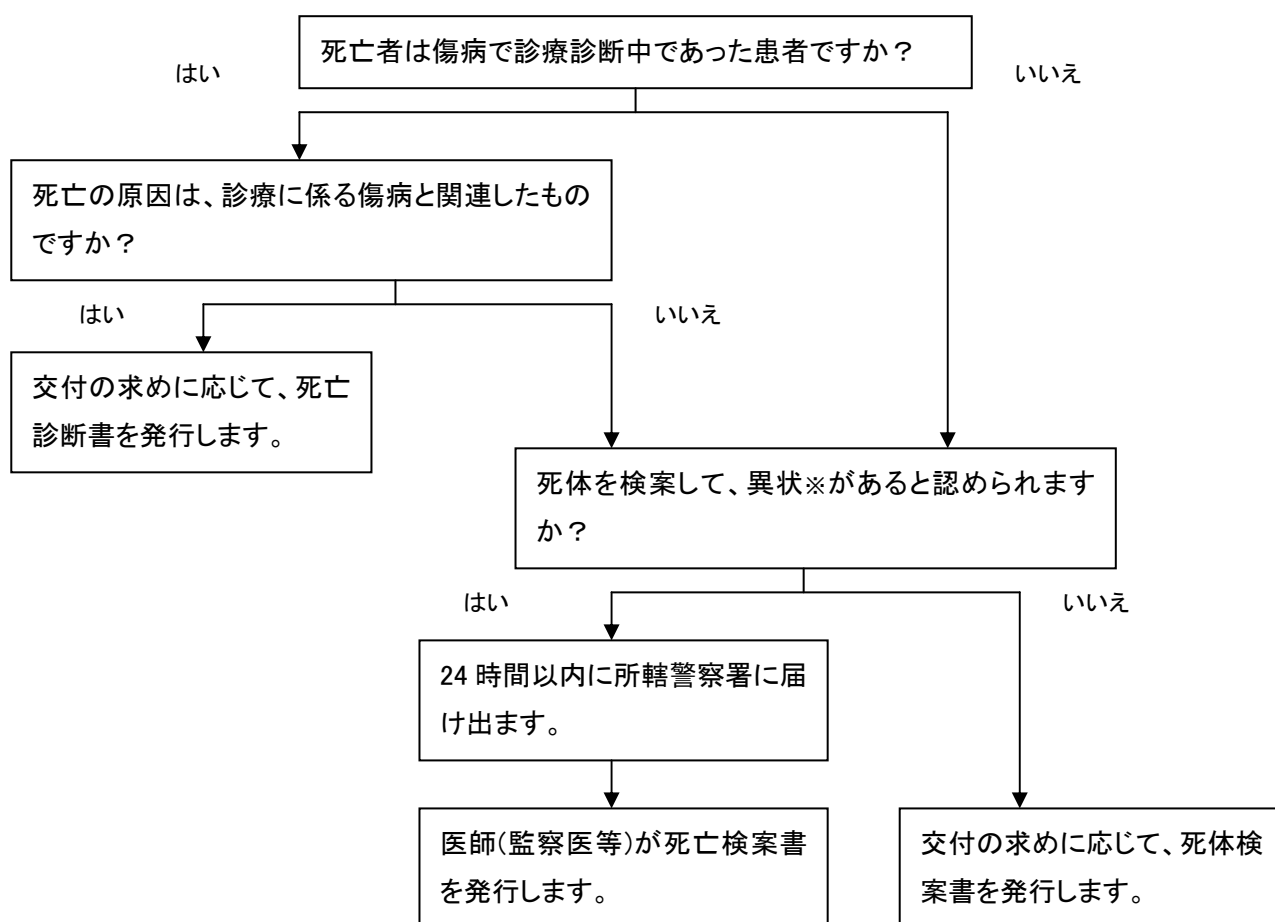 死亡者は傷病で診療診断中であった患者ですか？
はい
いいえ
死亡の原因は、診療に係る傷病と関連したもの
ですか？
はい
いいえ
交付の求めに応じて、死亡
診断書を発行します。
死体を検案して、異状※があると認められます
か？
はい
いいえ
24 時間以内に所轄警察署に届
け出ます。
医師(監察医等)が死亡検案書
を発行します。
交付の求めに応じて、死体検
案書を発行します。